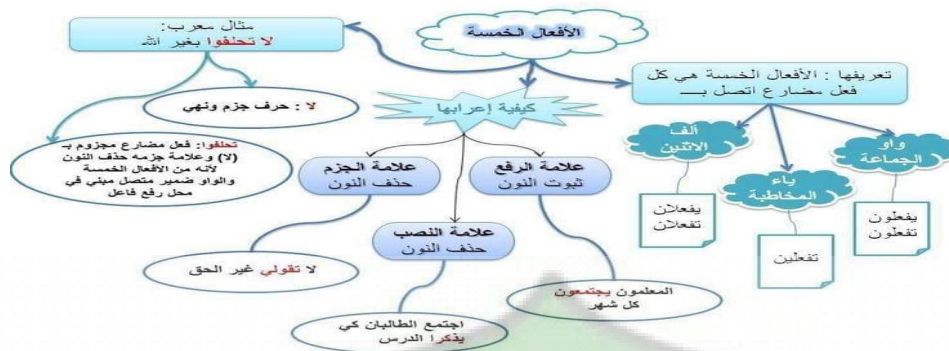 الأفعال الخمسة
تعريفها : الأفعال الخمسة هي كل
فعل مضارع اتصل بـــ
واو
الجماعة
يفعلون
تفعلون
ياء
المخاطبة
تفعلين
ألف
الاثنين
يفعلان
تفعلان
كيفية إعرابها
علامة الرفع
ثبوت النون
المعلمون يجتمعون
كل شهر
علامة النصب
حذف النون
اجتمع الطالبان كي
يذكرا الدرس
علامة الجزم
حذف النون
لا تقولي غير الحق
مثال معرب:
لا تحلفوا بغير الله
لا : حرف جزم ونهي
تحلفوا: فعل مضارع مجزوم بـ
(لا) وعلامة جزمه حذف النون
لأنه من الأفعال الخمسة
والواو ضمير متصل مبني في
محل رفع فاعل